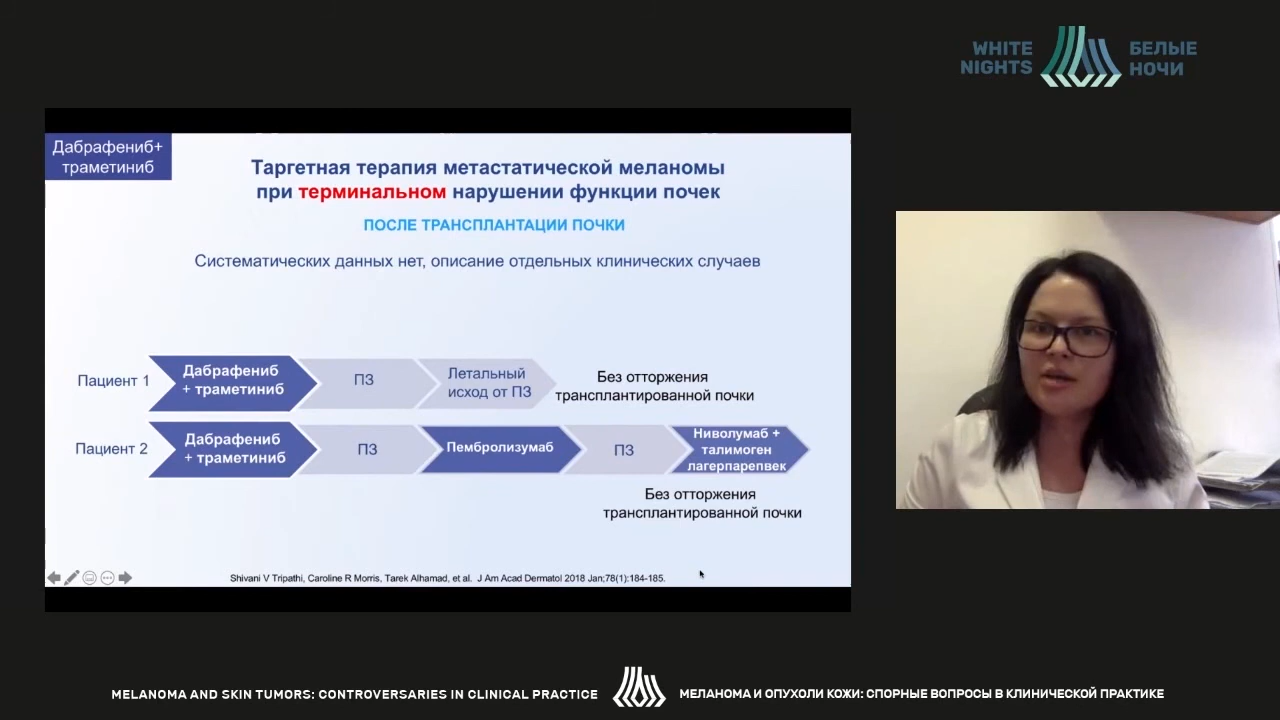 WHITE
NIGHTS
БЕЛЫЕ
НОЧИ
Дабрафениб+
траметиниб
Таргетная терапия метастатической меланомы
при терминальном нарушении функции почек
ПОСЛЕ ТРАНСПЛАНТАЦИИ ПОЧКИ
Систематических данных нет, описание отдельных клинических случаев
Пациент 1
Дабрафениб
+ траметиниб
ПЗ
Летальный
исход от ПЗ
Без отторжения
трансплантированной почки
Пациент 2
Дабрафениб
+ траметиниб
ПЗ
Пембролизумаб
ПЗ
Ниволумаб +
талимоген
лагерпарепвек
Без отторжения
трансплантированной почки
Shivani V Tripathi, Caroline R Morris, Tarek Alhamad, et al. J Am Acad Dermatol 2018 Jan;78(1):184-185.
MELANOMA AND SKIN TUMORS: CONTROVERSARIES IN CLINICAL PRACTICE
МЕЛАНОМА И ОПУХОЛИ КОЖИ: СПОРНЫЕ ВОПРОСЫ В КЛИНИЧЕСКОЙ ПРАКТИКЕ